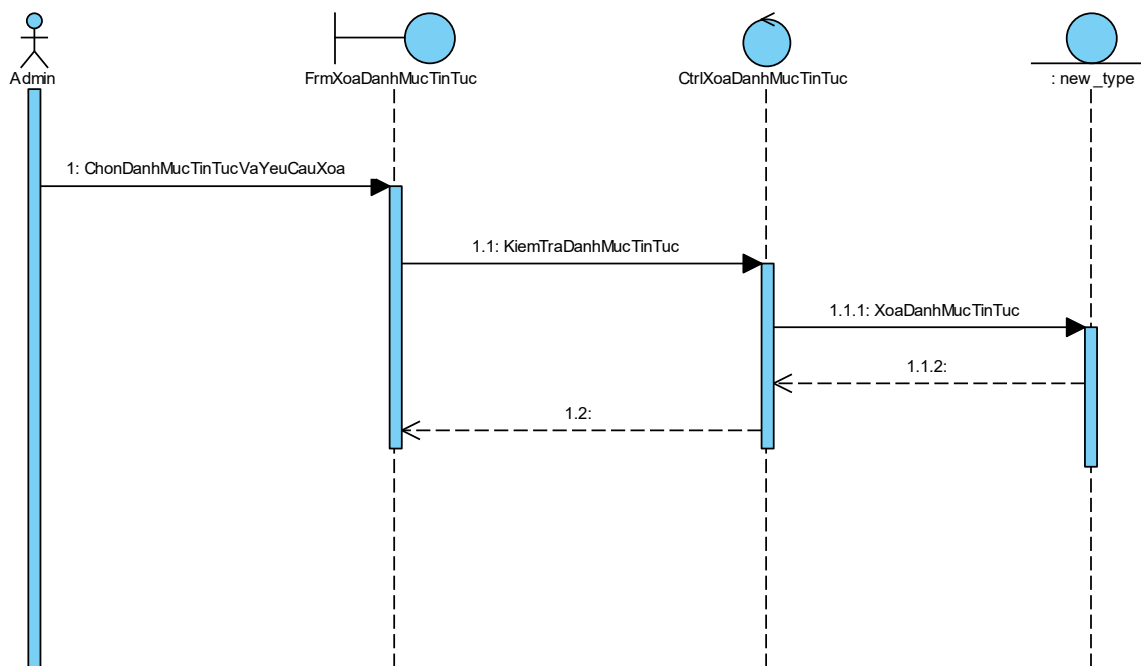 Admin
FrmXoaDanhMucTinTuc
CtrlXoaDanhMucTinTuc
: new_type
1: ChonDanhMucTinTucVaYeuCauXoa
1.1: KiemTraDanhMucTinTuc
1.1.1: XoaDanhMucTinTuc
1.1.2:
1.2: